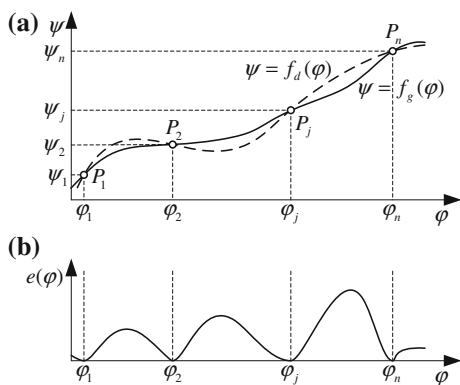 (a)
ψ
ψn
Pn
ψ = fd(φ)
ψ = fg(φ)
ψj
Pj
P2
ψ2
ψ1
P1
φ1 φ2 φj φn φ
(b)
e(φ)
φ1 φ2 φj φn φ